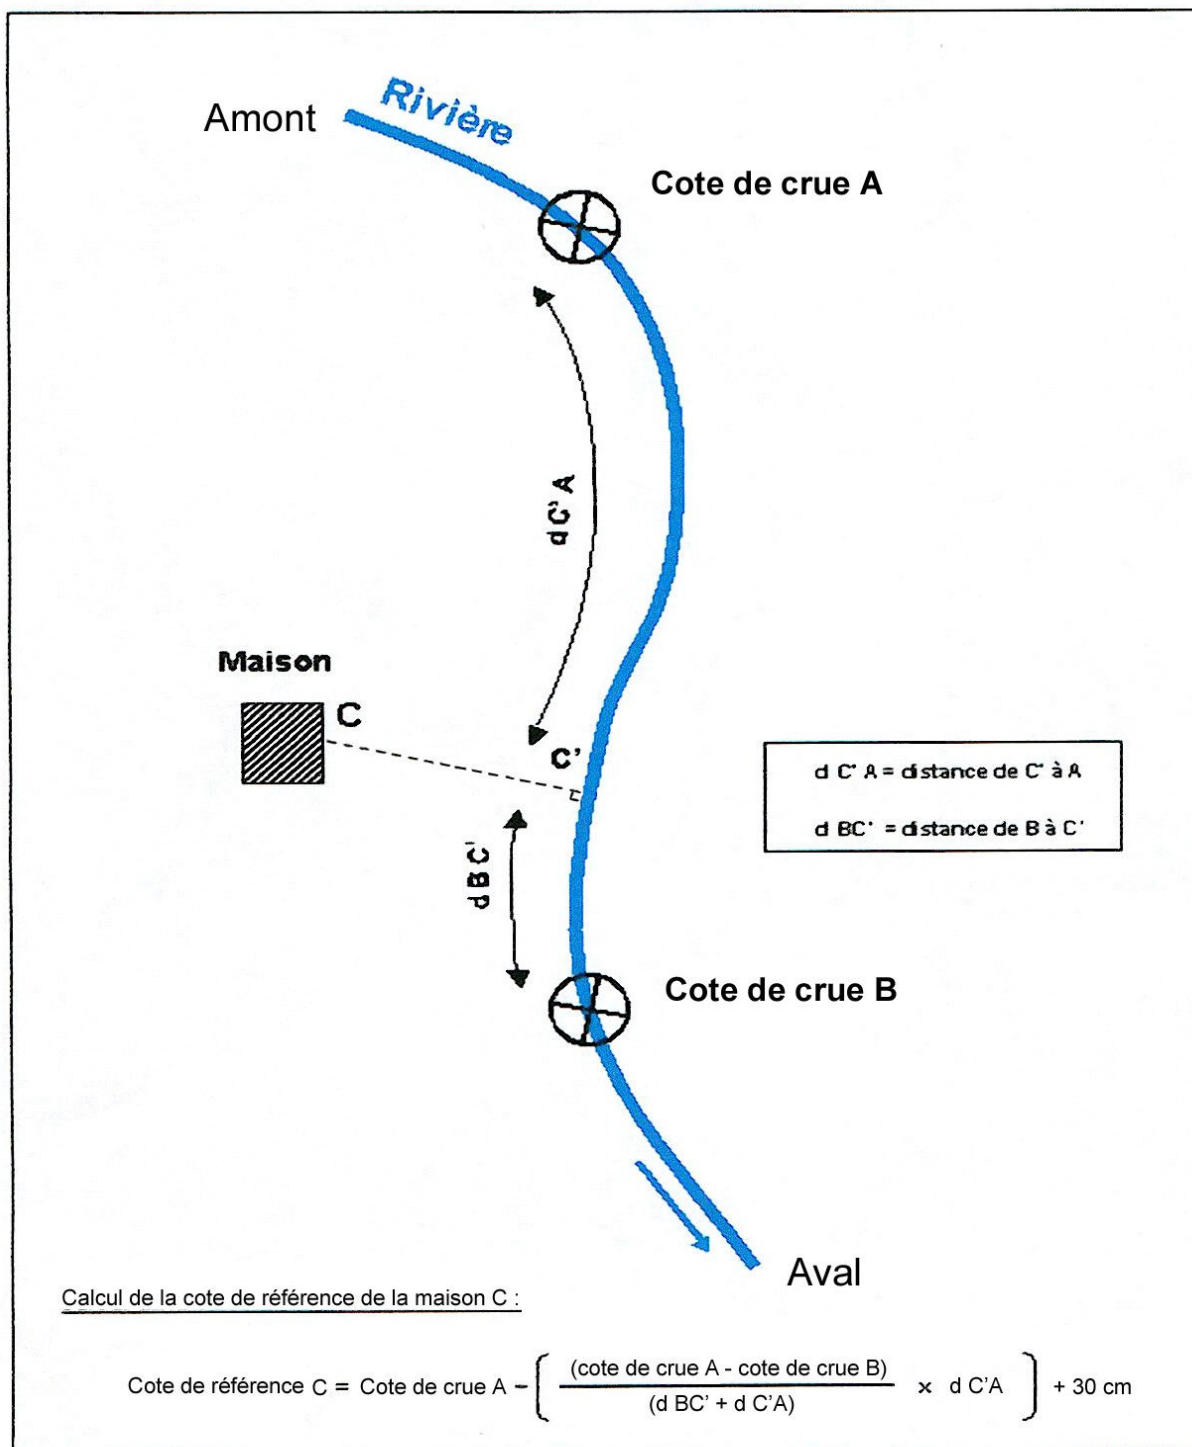 Rivière
Amont
Cote de crue A
d C' A
Maison
C
C'
d C' A = distance de C' à A
d BC' = distance de B à C'
d B C'
Cote de crue B
Aval
Calcul de la cote de référence de la maison C :
(cote de crue A - cote de crue B)
Cote de référence C = Cote de crue A - [ x d C'A ] + 30 cm
(d BC' + d C'A)